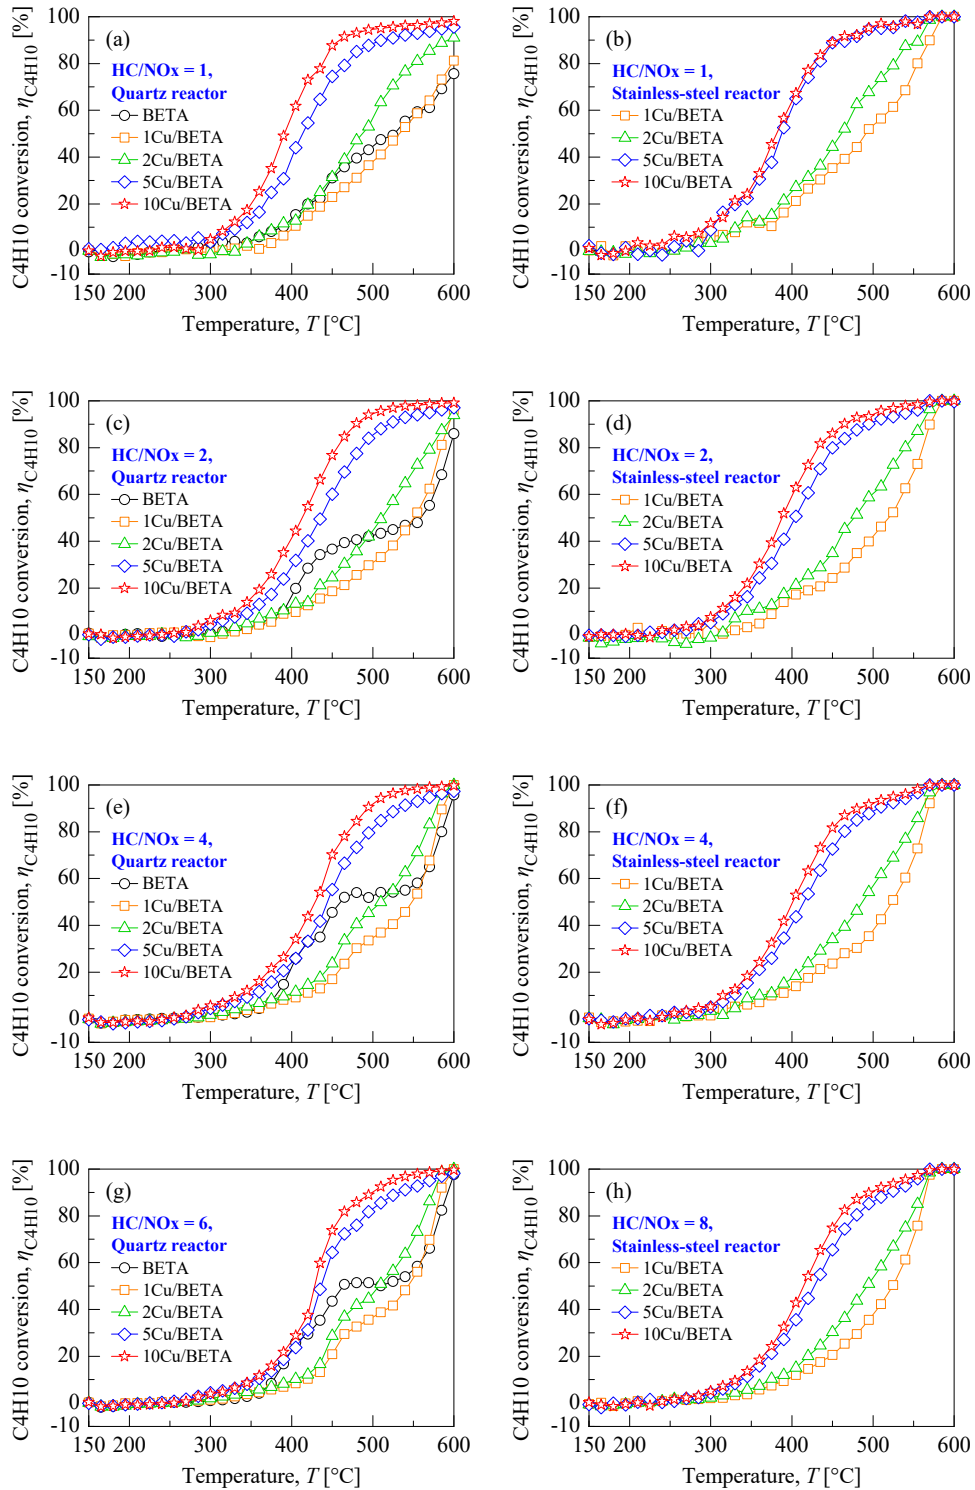 (a)
HC/NOx = 1,
Quartz reactor
BETA
1Cu/BETA
2Cu/BETA
5Cu/BETA
10Cu/BETA
C4H10 conversion, ηC4H10 [%]
100
80
60
40
20
0
-10
150 200 300 400 500 600
Temperature, T [°C]
(b)
HC/NOx = 1,
Stainless-steel reactor
1Cu/BETA
2Cu/BETA
5Cu/BETA
10Cu/BETA
C4H10 conversion, ηC4H10 [%]
100
80
60
40
20
0
-10
150 200 300 400 500 600
Temperature, T [°C]
(c)
HC/NOx = 2,
Quartz reactor
BETA
1Cu/BETA
2Cu/BETA
5Cu/BETA
10Cu/BETA
C4H10 conversion, ηC4H10 [%]
100
80
60
40
20
0
-10
150 200 300 400 500 600
Temperature, T [°C]
(d)
HC/NOx = 2,
Stainless-steel reactor
1Cu/BETA
2Cu/BETA
5Cu/BETA
10Cu/BETA
C4H10 conversion, ηC4H10 [%]
100
80
60
40
20
0
-10
150 200 300 400 500 600
Temperature, T [°C]
(e)
HC/NOx = 4,
Quartz reactor
BETA
1Cu/BETA
2Cu/BETA
5Cu/BETA
10Cu/BETA
C4H10 conversion, ηC4H10 [%]
100
80
60
40
20
0
-10
150 200 300 400 500 600
Temperature, T [°C]
(f)
HC/NOx = 4,
Stainless-steel reactor
1Cu/BETA
2Cu/BETA
5Cu/BETA
10Cu/BETA
C4H10 conversion, ηC4H10 [%]
100
80
60
40
20
0
-10
150 200 300 400 500 600
Temperature, T [°C]
(g)
HC/NOx = 6,
Quartz reactor
BETA
1Cu/BETA
2Cu/BETA
5Cu/BETA
10Cu/BETA
C4H10 conversion, ηC4H10 [%]
100
80
60
40
20
0
-10
150 200 300 400 500 600
Temperature, T [°C]
(h)
HC/NOx = 8,
Stainless-steel reactor
1Cu/BETA
2Cu/BETA
5Cu/BETA
10Cu/BETA
C4H10 conversion, ηC4H10 [%]
100
80
60
40
20
0
-10
150 200 300 400 500 600
Temperature, T [°C]